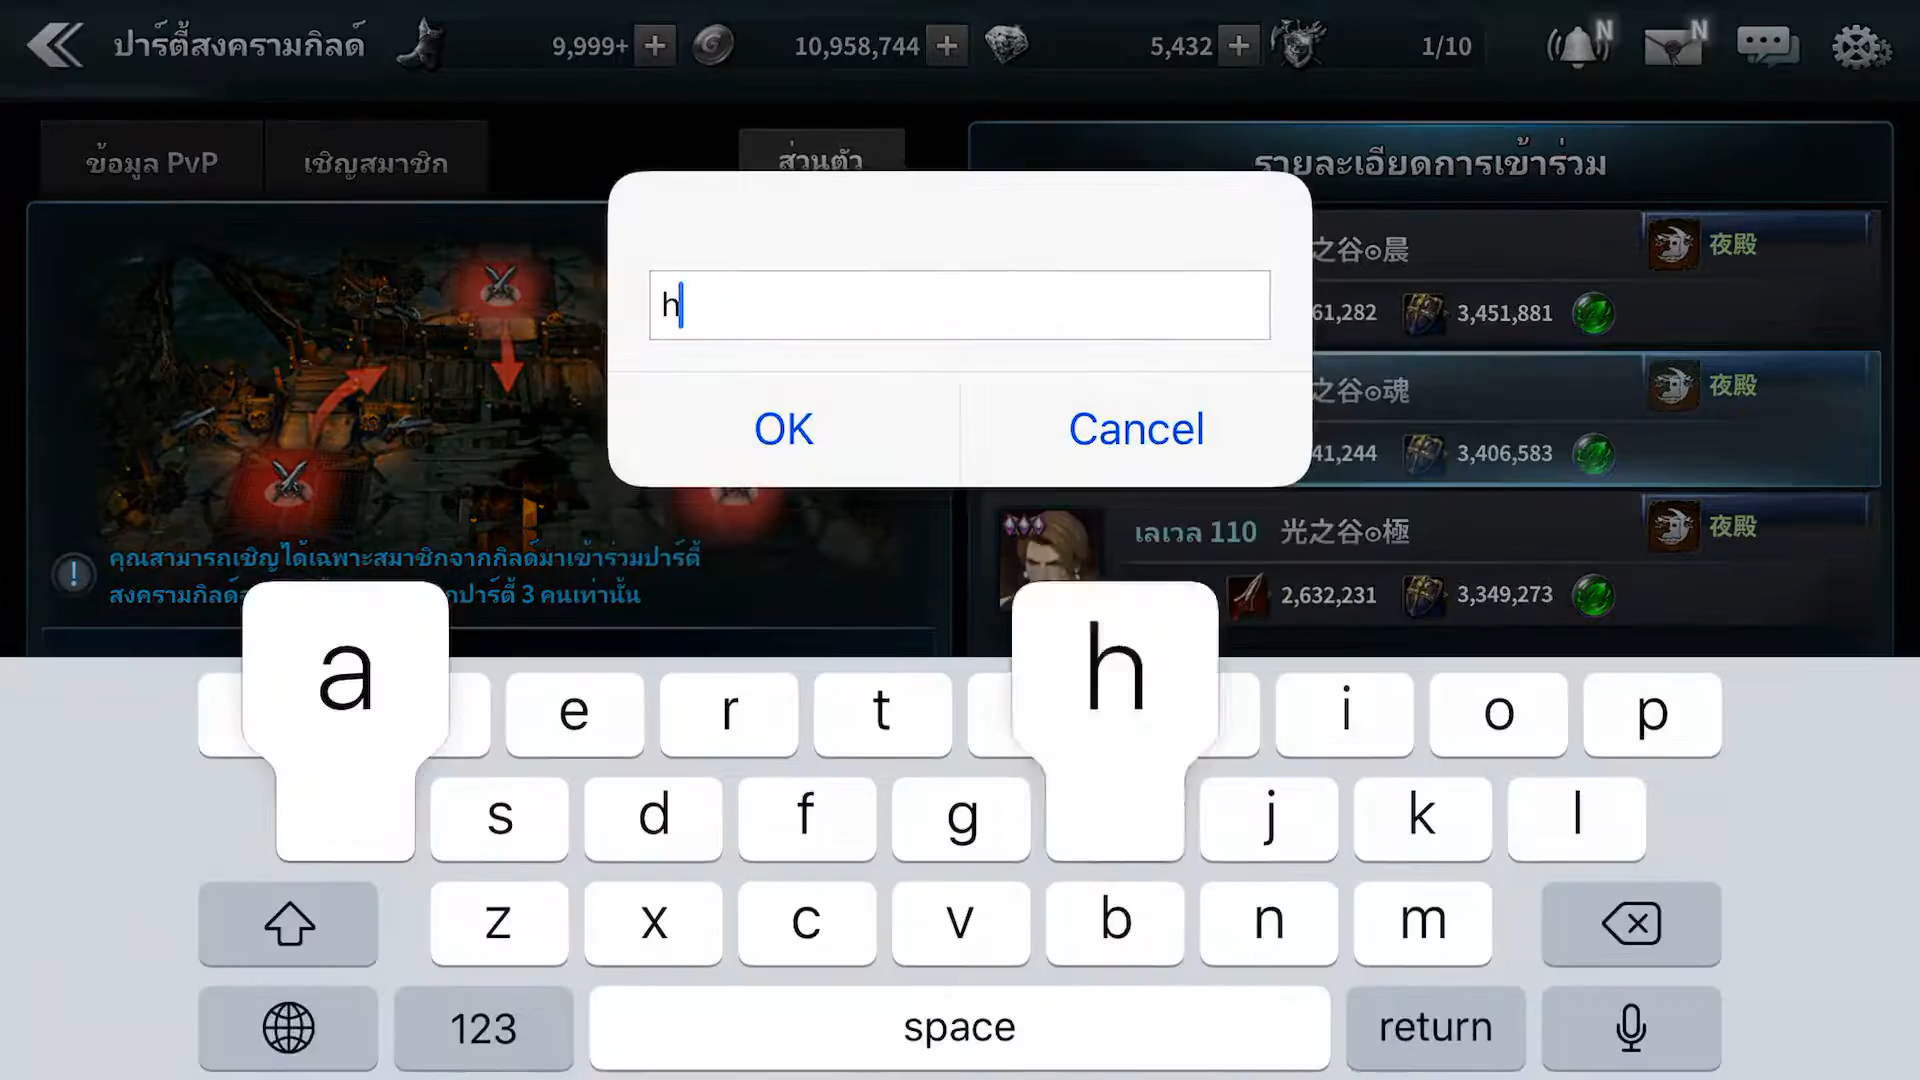 ปาร์ตี้สงครามกิลด์
9,999+
10,958,744
5,432
1/10
N
N
ข้อมูล PvP
เชิญสมาชิก
ส่วนตัว
รายละเอียดการเข้าร่วม
之谷⊙晨
夜殿
61,282
3,451,881
h
之谷⊙魂
夜殿
41,244
3,406,583
OK
Cancel
เลเวล 110
光之谷⊙極
夜殿
2,632,231
3,349,273
คุณสามารถเชิญได้เฉพาะสมาชิกจากกิลด์มาเข้าร่วมปาร์ตี้
สงครามกิลด์
ปาร์ตี้ 3 คนเท่านั้น
a
h
e r t i o p
s d f g j k l
z x c v b n m
123
space
return